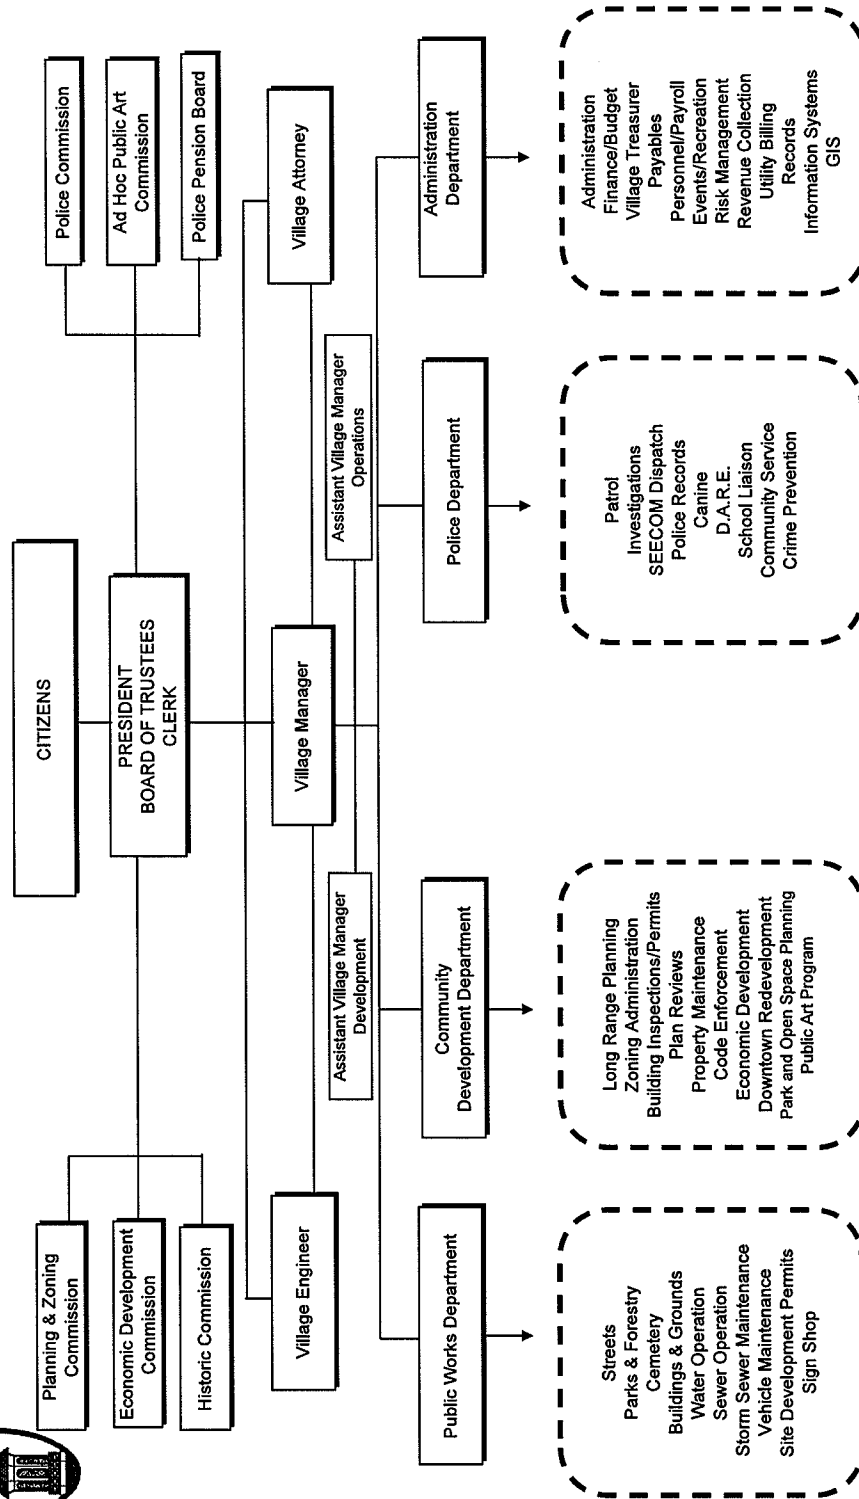 CITIZENS
Planning & Zoning
Commission
Economic Development
Commission
Historic Commission
PRESIDENT
BOARD OF TRUSTEES
CLERK
Police Commission
Ad Hoc Public Art
Commission
Police Pension Board
Village Engineer
Village Manager
Village Attorney
Assistant Village Manager
Development
Assistant Village Manager
Operations
Public Works Department
Community
Development Department
Police Department
Administration
Department
Streets
Parks & Forestry
Cemetery
Buildings & Grounds
Water Operation
Sewer Operation
Storm Sewer Maintenance
Vehicle Maintenance
Site Development Permits
Sign Shop
Long Range Planning
Zoning Administration
Building Inspections/Permits
Plan Reviews
Property Maintenance
Code Enforcement
Economic Development
Downtown Redevelopment
Park and Open Space Planning
Public Art Program
Patrol
Investigations
SEECOM Dispatch
Police Records
Canine
D.A.R.E.
School Liaison
Community Service
Crime Prevention
Administration
Finance/Budget
Village Treasurer
Payables
Personnel/Payroll
Events/Recreation
Risk Management
Revenue Collection
Utility Billing
Records
Information Systems
GIS